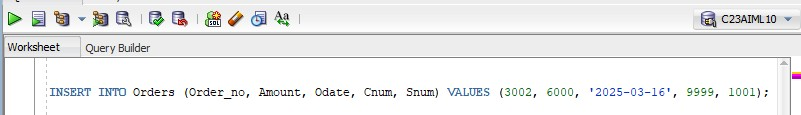 C23AIML10
Worksheet Query Builder
INSERT INTO Orders (Order_no, Amount, Odate, Cnum, Snum) VALUES (3002, 6000, '2025-03-16', 9999, 1001);